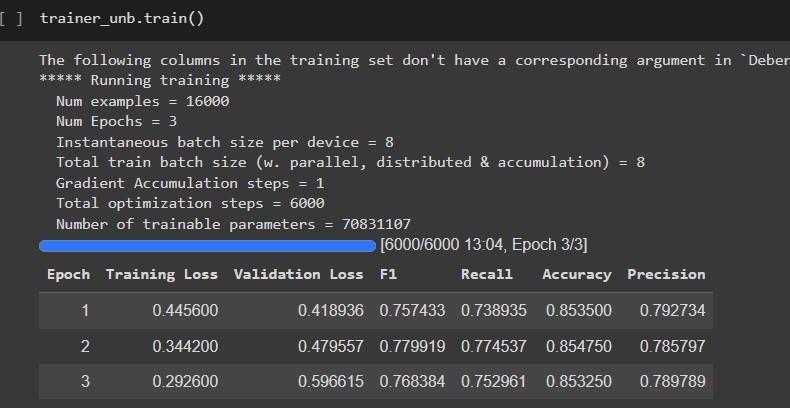 [ ] trainer_unb.train()
The following columns in the training set don't have a corresponding argument in `Deber
***** Running training *****
Num examples = 16000
Num Epochs = 3
Instantaneous batch size per device = 8
Total train batch size (w. parallel, distributed & accumulation) = 8
Gradient Accumulation steps = 1
Total optimization steps = 6000
Number of trainable parameters = 70831107
[6000/6000 13:04, Epoch 3/3]
Epoch Training Loss Validation Loss F1 Recall Accuracy Precision
1 0.445600 0.418936 0.757433 0.738935 0.853500 0.792734
2 0.344200 0.479557 0.779919 0.774537 0.854750 0.785797
3 0.292600 0.596615 0.768384 0.752961 0.853250 0.789789